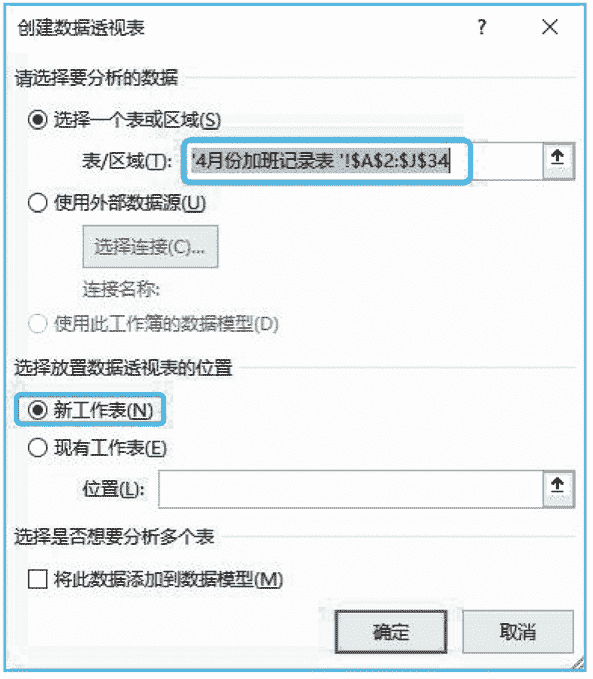 创建数据透视表 ? ×
请选择要分析的数据
选择一个表或区域(S)
表/区域(T): '4月份加班记录表 '!$A$2:$J$34
使用外部数据源(U)
选择连接(C)...
连接名称:
使用此工作簿的数据模型(D)
选择放置数据透视表的位置
新工作表(N)
现有工作表(E)
位置(L):
选择是否想要分析多个表
将此数据添加到数据模型(M)
确定 取消